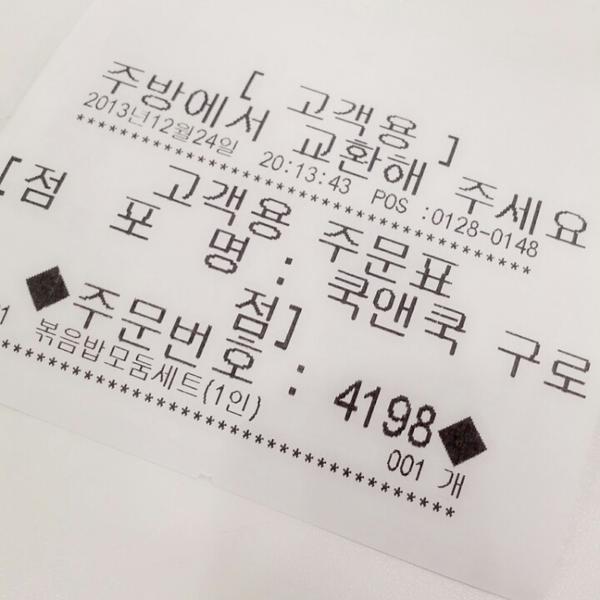 [ 고객용 ]
주방에서 교환해 주세요
2013년12월24일 20:13:43 POS :0128-0148
****************************************
고객용 주문표
[점 포 명 : 쿡앤쿡 구로
점]
◆주문번호 : 4198◆
01 볶음밥모둠세트(1인) 001 개
****************************************